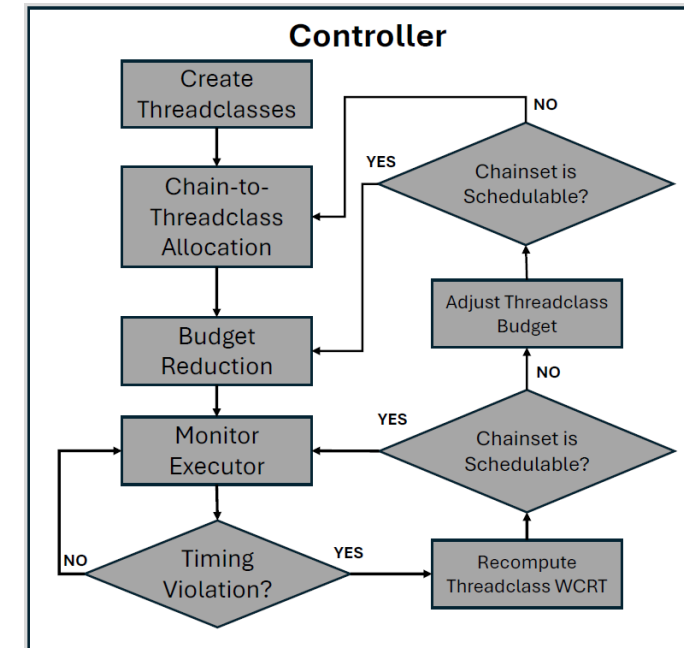 Controller
Create
Threadclasses
NO
YES
Chainset is
Schedulable?
Chain-to-
Threadclass
Allocation
Adjust Threadclass
Budget
Budget
Reduction
NO
YES
Monitor
Executor
Chainset is
Schedulable?
NO
Timing
Violation?
YES
Recompute
Threadclass WCRT